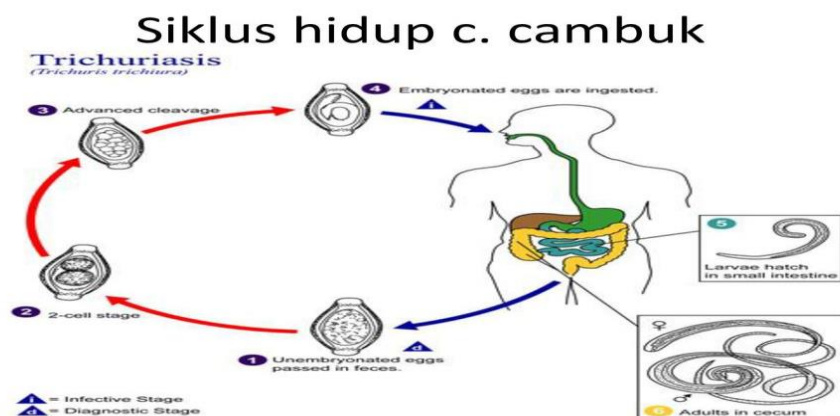 Siklus hidup c. cambuk
Trichuriasis
(Trichuris trichiura)
4 Embryonated eggs are ingested.
3 Advanced cleavage
i
5
Larvae hatch
in small intestine
2 2-cell stage
d
1 Unembryonated eggs
passed in feces.
♀
♂
i = Infective Stage
d = Diagnostic Stage
6 Adults in cecum